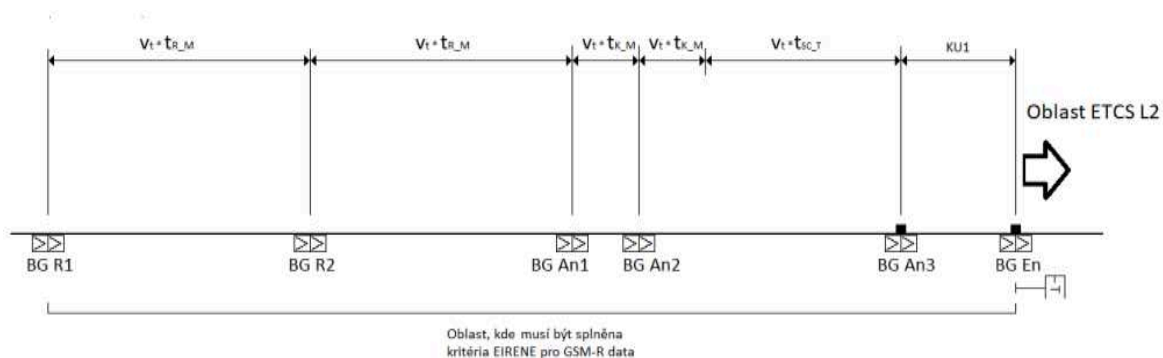 vt * tR_M
vt * tR_M
vt * tK_M
vt * tK_M
vt * tSC_T
KU1
Oblast ETCS L2
BG R1
BG R2
BG An1
BG An2
BG An3
BG En
Oblast, kde musí být splněna
kritéria EIRENE pro GSM-R data